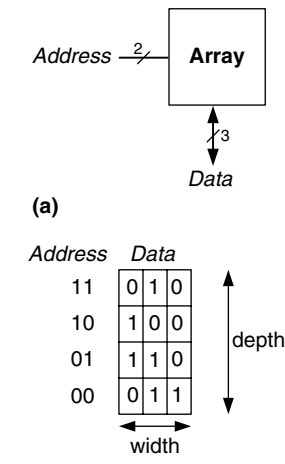 2
Address Array
3
Data
(a)
Address Data
11 0 1 0
10 1 0 0
01 1 1 0
00 0 1 1
depth
width